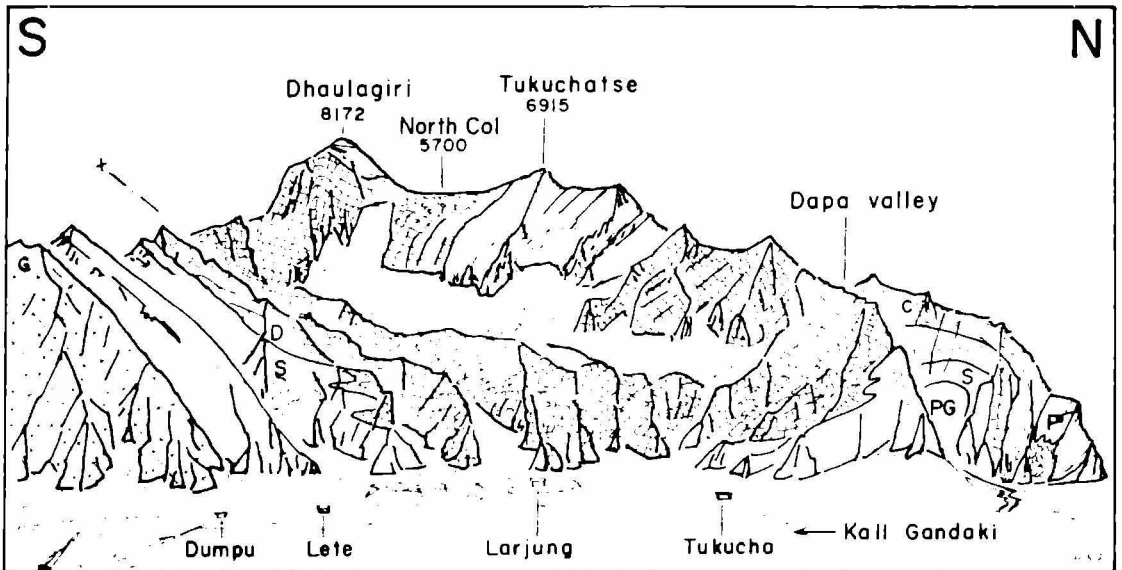 S
N
Dhaulagiri
8172
Tukuchatse
6915
North Col
5700
Dapa valley
G
D
S
C
S
PG
P
Kali Gandaki
Dumpu
Lete
Larjung
Tukucha